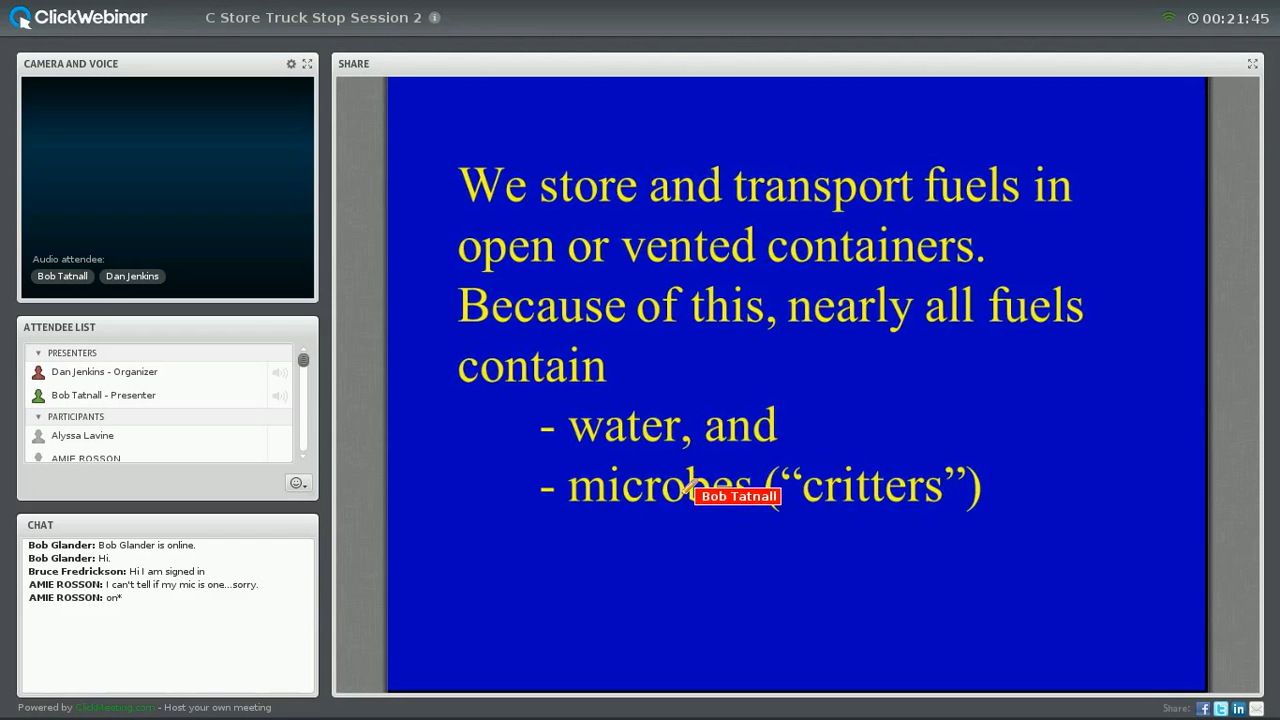 ClickWebinar
C Store Truck Stop Session 2
00:21:45
CAMERA AND VOICE
Audio attendee:
Bob Tatnall
Dan Jenkins
ATTENDEE LIST
PRESENTERS
Dan Jenkins - Organizer
Bob Tatnall - Presenter
PARTICIPANTS
Alyssa Lavine
AMIE ROSSON
CHAT
Bob Glander: Bob Glander is online.
Bob Glander: Hi.
Bruce Fredrickson: Hi I am signed in
AMIE ROSSON: I can't tell if my mic is one...sorry.
AMIE ROSSON: on*
SHARE
We store and transport fuels in
open or vented containers.
Because of this, nearly all fuels
contain
- water, and
- microbes (“critters”)
Bob Tatnall
Powered by ClickMeeting.com - Host your own meeting
Share: